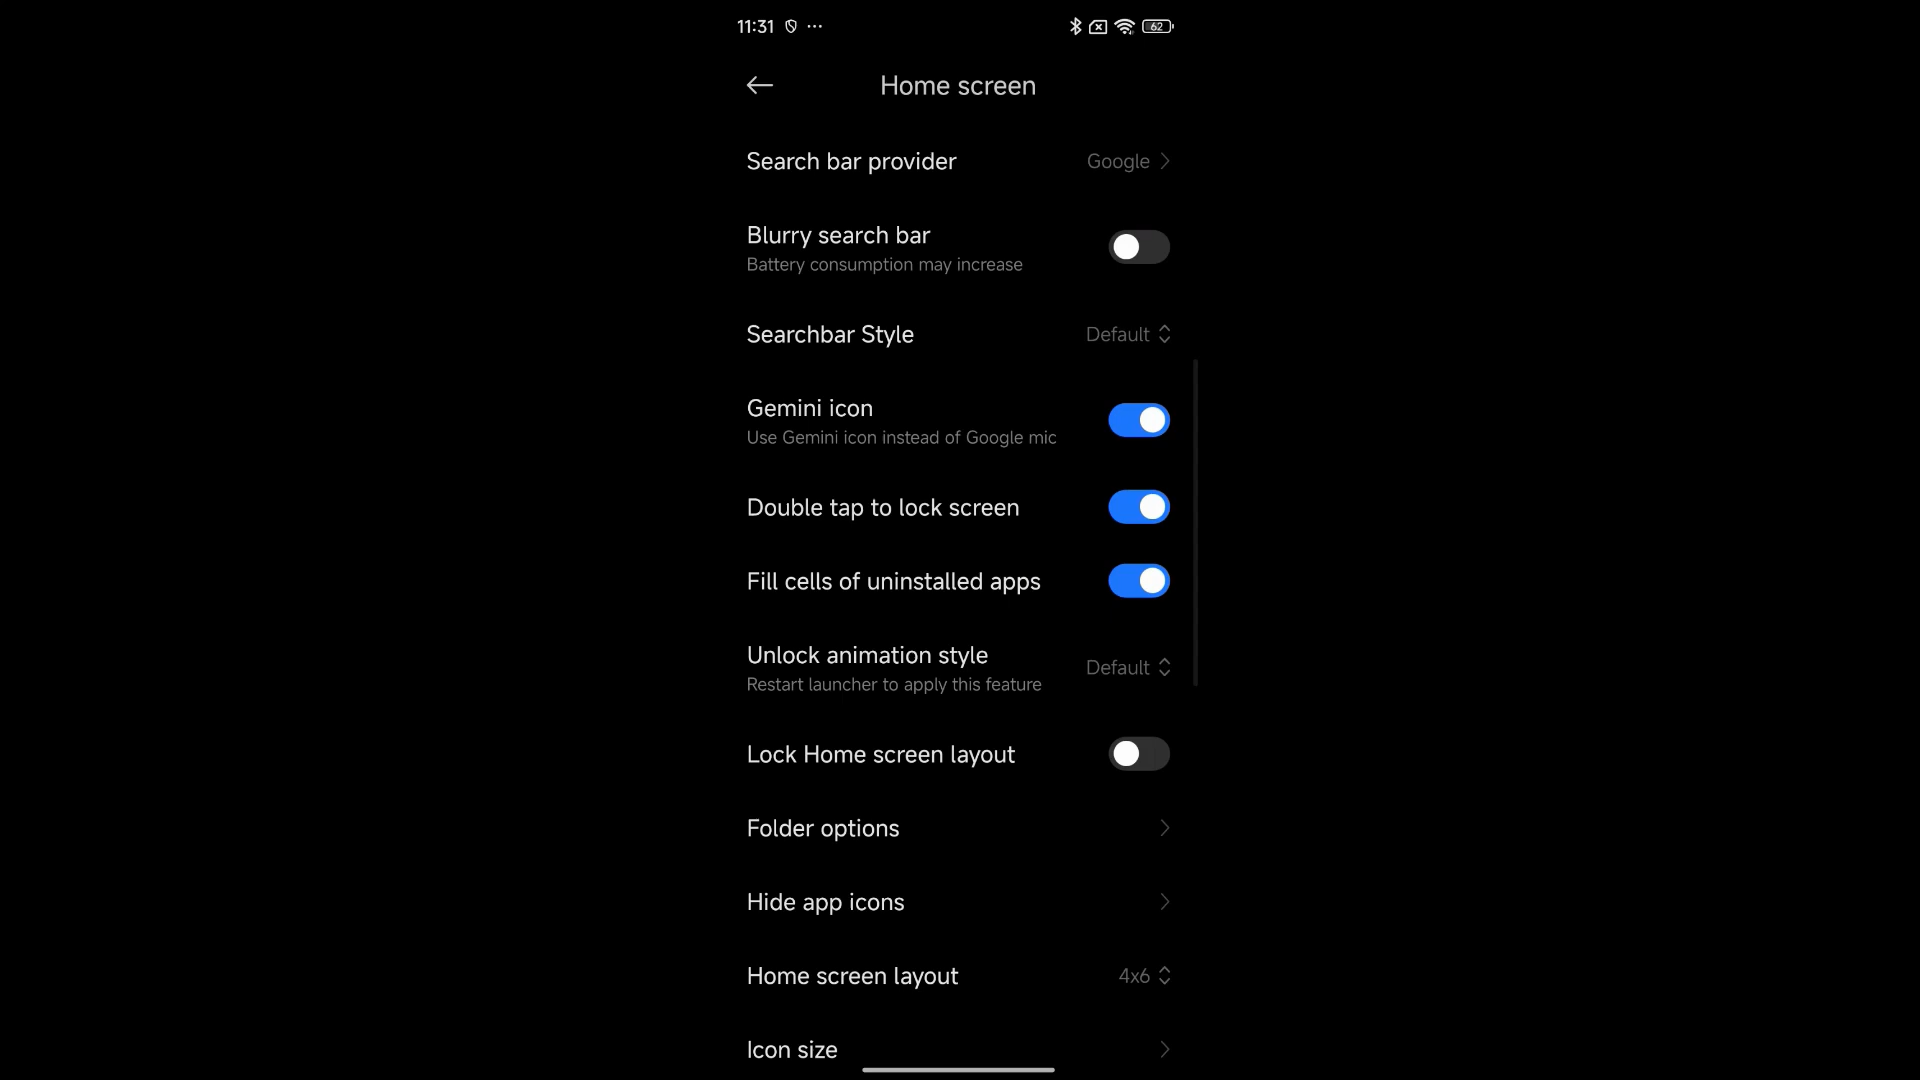 11:31 ... 62
Home screen
Search bar provider Google
Blurry search bar
Battery consumption may increase
Searchbar Style Default
Gemini icon
Use Gemini icon instead of Google mic
Double tap to lock screen
Fill cells of uninstalled apps
Unlock animation style Default
Restart launcher to apply this feature
Lock Home screen layout
Folder options
Hide app icons
Home screen layout 4x6
Icon size